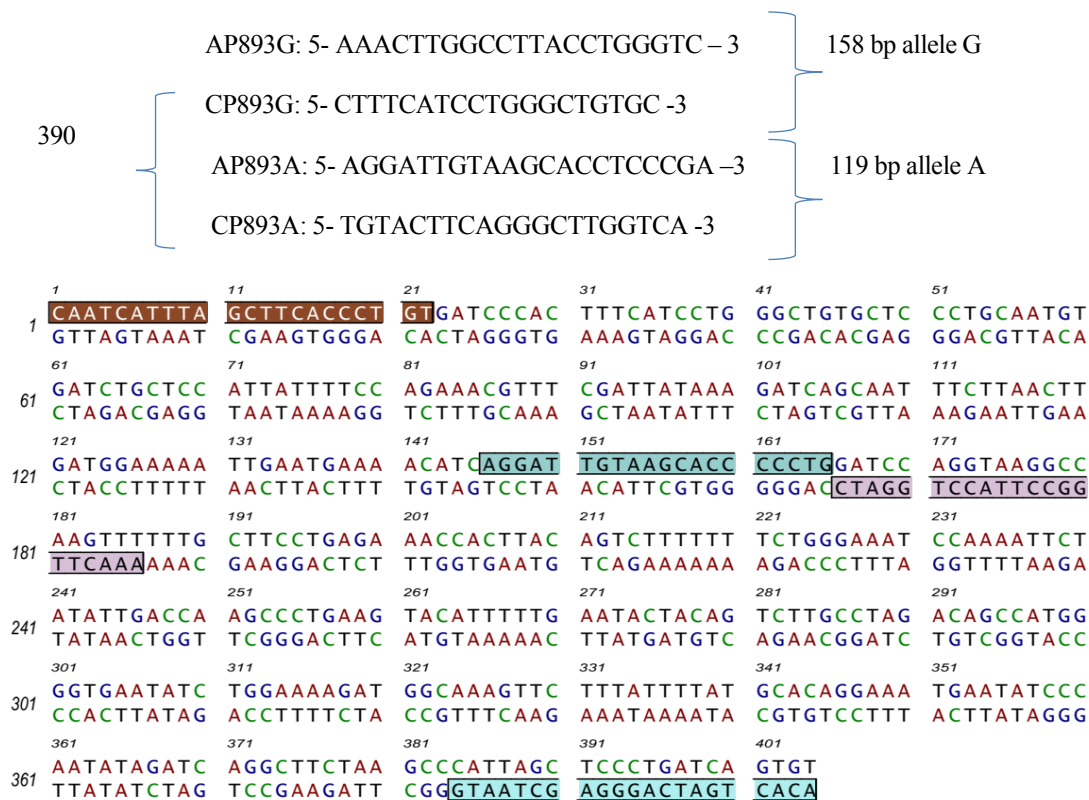 AP893G: 5- AAACTTGGCCTTACCTGGGTC – 3
158 bp allele G
CP893G: 5- CTTTCATCCTGGGCTGTGC -3
390
AP893A: 5- AGGATTGTAAGCACCTCCCGA –3
119 bp allele A
CP893A: 5- TGTACTTCAGGGCTTGGTCA -3
1 11 21 31 41 51
CAATCATTTA GCTTCACCCT GTGATCCCAC TTTCATCCTG GGCTGTGCTC CCTGCAATGT
1
GTTAGTAAAT CGAAGTGGGA CACTAGGGTG AAAGTAGGAC CCGACACGAG GGACGTTACA
61 71 81 91 101 111
GATCTGCTCC ATTATTTTCC AGAAACGTTT CGATTATAAA GATCAGCAAT TTCTTAACTT
61
CTAGACGAGG TAATAAAAGG TCTTTGCAAA GCTAATATTT CTAGTCGTTA AAGAATTGAA
121 131 141 151 161 171
GATGGAAAAA TTGAATGAAA ACATCAGGAT TGTAAGCACC CCCTGGATCC AGGTAAGGCC
121
CTACCTTTTT AACTTACTTT TGTAGTCCTA ACATTCGTGG GGGACCTAGG TCCATTCCGG
181 191 201 211 221 231
AAGTTTTTTG CTTCCTGAGA AACCACTTAC AGTCTTTTTT TCTGGGAAAT CCAAAATTCT
181
TTCAAAAAAC GAAGGACTCT TTGGTGAATG TCAGAAAAAA AGACCCTTTA GGTTTTAAGA
241 251 261 271 281 291
ATATTGACCA AGCCCTGAAG TACATTTTTG AATACTACAG TCTTGCCTAG ACAGCCATGG
241
TATAACTGGT TCGGGACTTC ATGTAAAAAC TTATGATGTC AGAACGGATC TGTCGGTACC
301 311 321 331 341 351
GGTGAATATC TGGAAAAGAT GGCAAAGTTC TTTATTTTAT GCACAGGAAA TGAATATCCC
301
CCACTTATAG ACCTTTTCTA CCGTTTCAAG AAATAAAATA CGTGTCCTTT ACTTATAGGG
361 371 381 391 401
AATATAGATC AGGCTTCTAA GCCCATTAGC TCCCTGATCA GTGT
361
TTATATCTAG TCCGAAGATT CGGGTAATCG AGGGACTAGT CACA